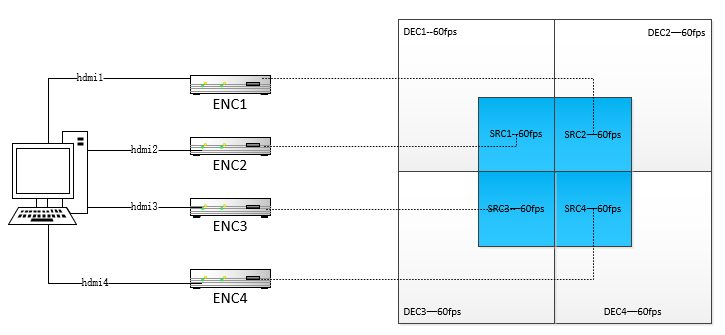 hdmi1
ENC1
hdmi2
ENC2
hdmi3
ENC3
hdmi4
ENC4
DEC1--60fps
DEC2—60fps
SRC1--60fps
SRC2—60fps
SRC3—60fps
SRC4—60fps
DEC3—60fps
DEC4—60fps